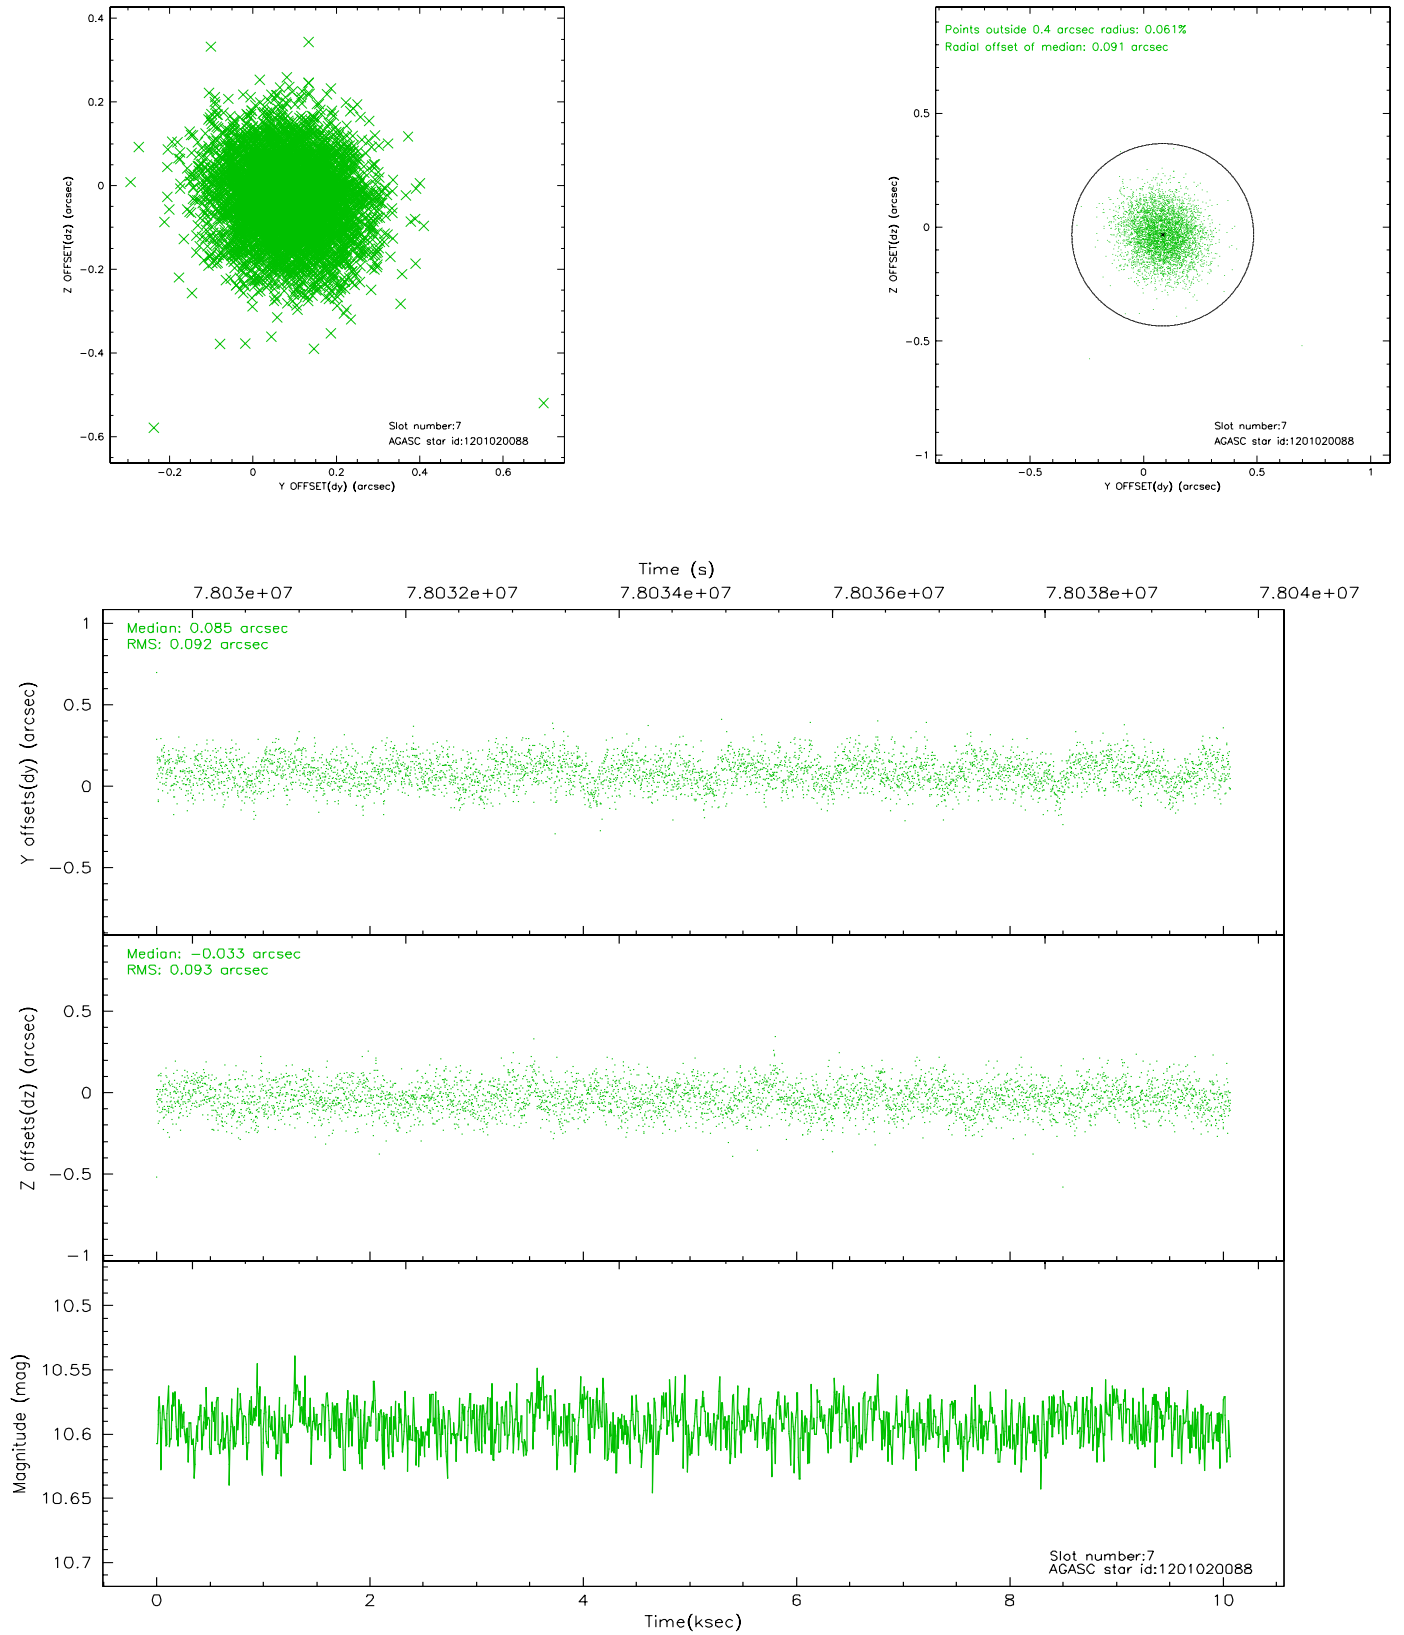 0.4
0.2
0
−0.2
−0.4
−0.6
Z OFFSET(dz) (arcsec)
Slot number:7
AGASC star id:1201020088
−0.2
0
0.2
0.4
0.6
Y OFFSET(dy) (arcsec)
Points outside 0.4 arcsec radius: 0.061%
Radial offset of median: 0.091 arcsec
0.5
0
−0.5
−1
Z OFFSET(dz) (arcsec)
Slot number:7
AGASC star id:1201020088
−0.5
0
0.5
1
Y OFFSET(dy) (arcsec)
Time (s)
7.803e+07
7.8032e+07
7.8034e+07
7.8036e+07
7.8038e+07
7.804e+07
Median: 0.085 arcsec
RMS: 0.092 arcsec
1
0.5
0
−0.5
Y offsets(dy) (arcsec)
Median: −0.033 arcsec
RMS: 0.093 arcsec
0.5
0
−0.5
−1
Z offsets(dz) (arcsec)
10.5
10.55
10.6
10.65
10.7
Magnitude (mag)
Slot number:7
AGASC star id:1201020088
0
2
4
6
8
10
Time(ksec)